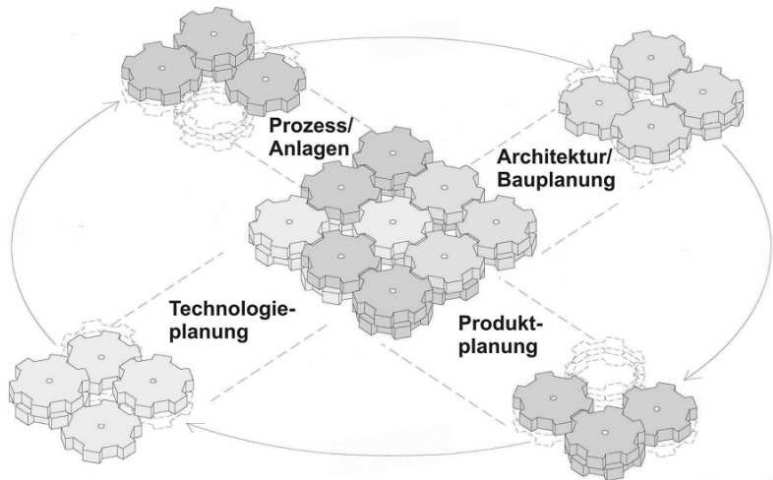 Prozess/
Anlagen
Architektur/
Bauplanung
Technologie-
planung
Produkt-
planung